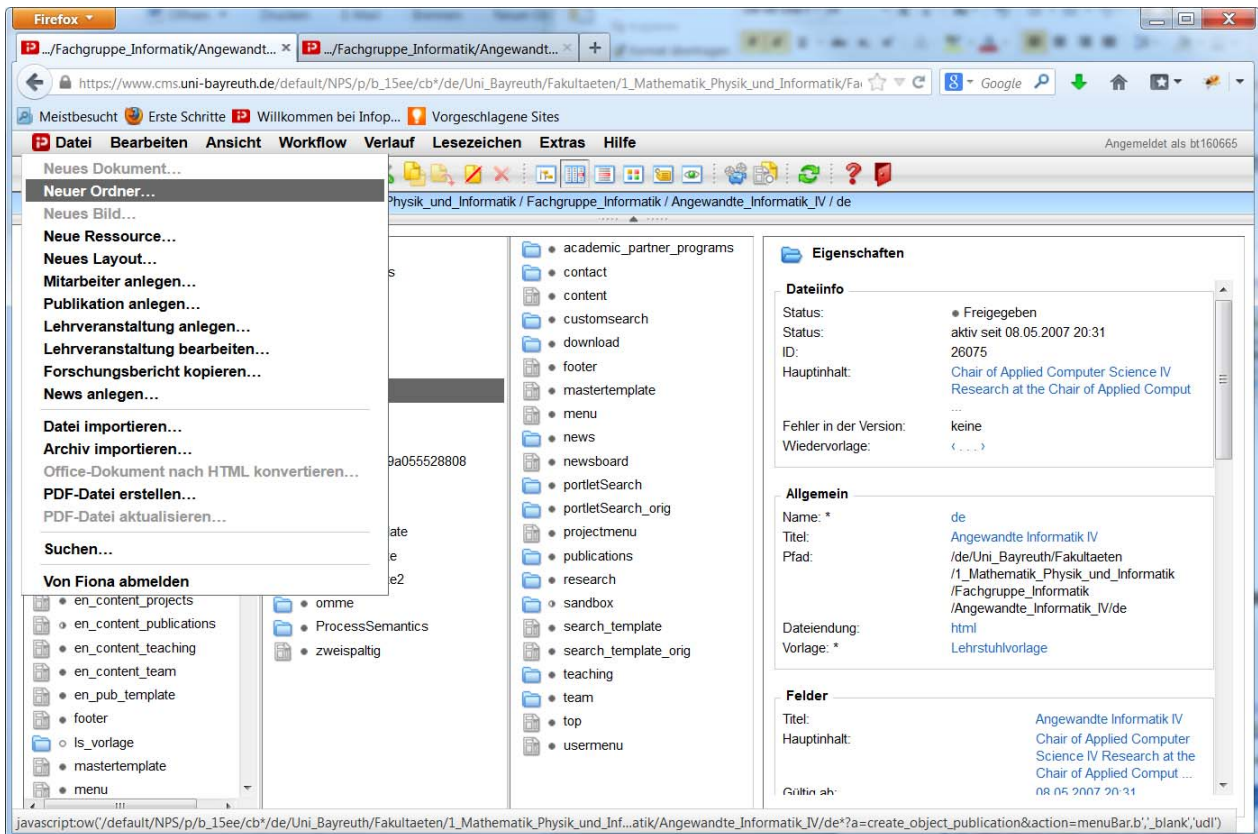 Firefox
.../Fachgruppe_Informatik/Angewandt... ×
.../Fachgruppe_Informatik/Angewandt... ×
+
https://www.cms.uni-bayreuth.de/default/NPS/p/b_15ee/cb*/de/Uni_Bayreuth/Fakultaeten/1_Mathematik_Physik_und_Informatik/Fa
Google
Meistbesucht Erste Schritte Willkommen bei Infop... Vorgeschlagene Sites
Datei Bearbeiten Ansicht Workflow Verlauf Lesezeichen Extras Hilfe
Angemeldet als bt160665
Physik_und_Informatik / Fachgruppe_Informatik / Angewandte_Informatik_IV / de
Neues Dokument...
Neuer Ordner...
Neues Bild...
Neue Ressource...
Neues Layout...
Mitarbeiter anlegen...
Publikation anlegen...
Lehrveranstaltung anlegen...
Lehrveranstaltung bearbeiten...
Forschungsbericht kopieren...
News anlegen...
Datei importieren...
Archiv importieren...
Office-Dokument nach HTML konvertieren...
PDF-Datei erstellen...
PDF-Datei aktualisieren...
Suchen...
Von Fiona abmelden
en_content_projects
en_content_publications
en_content_teaching
en_content_team
en_pub_template
footer
ls_vorlage
mastertemplate
menu
s
9a055528808
late
e
e2
omme
ProcessSemantics
zweispaltig
academic_partner_programs
contact
content
customsearch
download
footer
mastertemplate
menu
news
newsboard
portletSearch
portletSearch_orig
projectmenu
publications
research
sandbox
search_template
search_template_orig
teaching
team
top
usermenu
Eigenschaften
Dateiinfo
Status: Freigegeben
Status: aktiv seit 08.05.2007 20:31
ID: 26075
Hauptinhalt: Chair of Applied Computer Science IV
Research at the Chair of Applied Comput
...
Fehler in der Version: keine
Wiedervorlage: ‹ . . . ›
Allgemein
Name: * de
Titel: Angewandte Informatik IV
Pfad: /de/Uni_Bayreuth/Fakultaeten
/1_Mathematik_Physik_und_Informatik
/Fachgruppe_Informatik
/Angewandte_Informatik_IV/de
Dateiendung: html
Vorlage: * Lehrstuhlvorlage
Felder
Titel: Angewandte Informatik IV
Hauptinhalt: Chair of Applied Computer
Science IV Research at the
Chair of Applied Comput ...
Gültig ab: 08.05.2007 20:31
javascript:ow('/default/NPS/p/b_15ee/cb*/de/Uni_Bayreuth/Fakultaeten/1_Mathematik_Physik_und_Inf...atik/Angewandte_Informatik_IV/de*?a=create_object_publication&action=menuBar.b','_blank','udl')